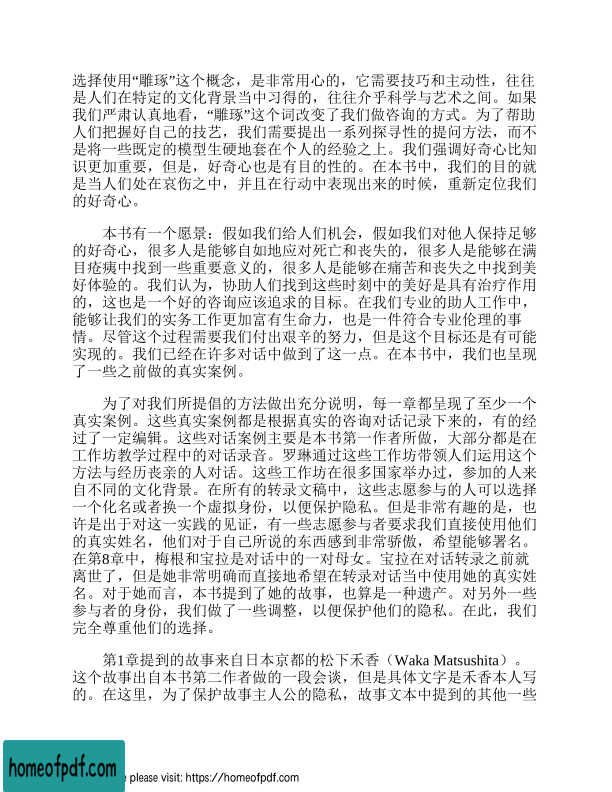 选择使用“雕琢”这个概念，是非常用心的，它需要技巧和主动性，往往
是人们在特定的文化背景当中习得的，往往介乎科学与艺术之间。如果
我们严肃认真地看，“雕琢”这个词改变了我们做咨询的方式。为了帮助
人们把握好自己的技艺，我们需要提出一系列探寻性的提问方法，而不
是将一些既定的模型生硬地套在个人的经验之上。我们强调好奇心比知
识更加重要，但是，好奇心也是有目的性的。在本书中，我们的目的就
是当人们处在哀伤之中，并且在行动中表现出来的时候，重新定位我们
的好奇心。
本书有一个愿景：假如我们给人们机会，假如我们对他人保持足够
的好奇心，很多人是能够自如地应对死亡和丧失的，很多人是能够在满
目疮痍中找到一些重要意义的，很多人是能够在痛苦和丧失之中找到美
好体验的。我们认为，协助人们找到这些时刻中的美好是具有治疗作用
的，这也是一个好的咨询应该追求的目标。在我们专业的助人工作中，
能够让我们的实务工作更加富有生命力，也是一件符合专业伦理的事
情。尽管这个过程需要我们付出艰辛的努力，但是这个目标还是有可能
实现的。我们已经在许多对话中做到了这一点。在本书中，我们也呈现
了一些之前做的真实案例。
为了对我们所提倡的方法做出充分说明，每一章都呈现了至少一个
真实案例。这些真实案例都是根据真实的咨询对话记录下来的，有的经
过了一定编辑。这些对话案例主要是本书第一作者所做，大部分都是在
工作坊教学过程中的对话录音。罗琳通过这些工作坊带领人们运用这个
方法与经历丧亲的人对话。这些工作坊在很多国家举办过，参加的人来
自不同的文化背景。在所有的转录文稿中，这些志愿参与的人可以选择
一个化名或者换一个虚拟身份，以便保护隐私。但是非常有趣的是，也
许是出于对这一实践的见证，有一些志愿参与者要求我们直接使用他们
的真实姓名，他们对于自己所说的东西感到非常骄傲，希望能够署名。
在第8章中，梅根和宝拉是对话中的一对母女。宝拉在对话转录之前就
离世了，但是她非常明确而直接地希望在转录对话当中使用她的真实姓
名。对于她而言，本书提到了她的故事，也算是一种遗产。对另外一些
参与者的身份，我们做了一些调整，以便保护他们的隐私。在此，我们
完全尊重他们的选择。
第1章提到的故事来自日本京都的松下禾香（Waka Matsushita）。
这个故事出自本书第二作者做的一段会谈，但是具体文字是禾香本人写
的。在这里，为了保护故事主人公的隐私，故事文本中提到的其他一些
homeofpdf.com
e please visit: https://homeofpdf.com